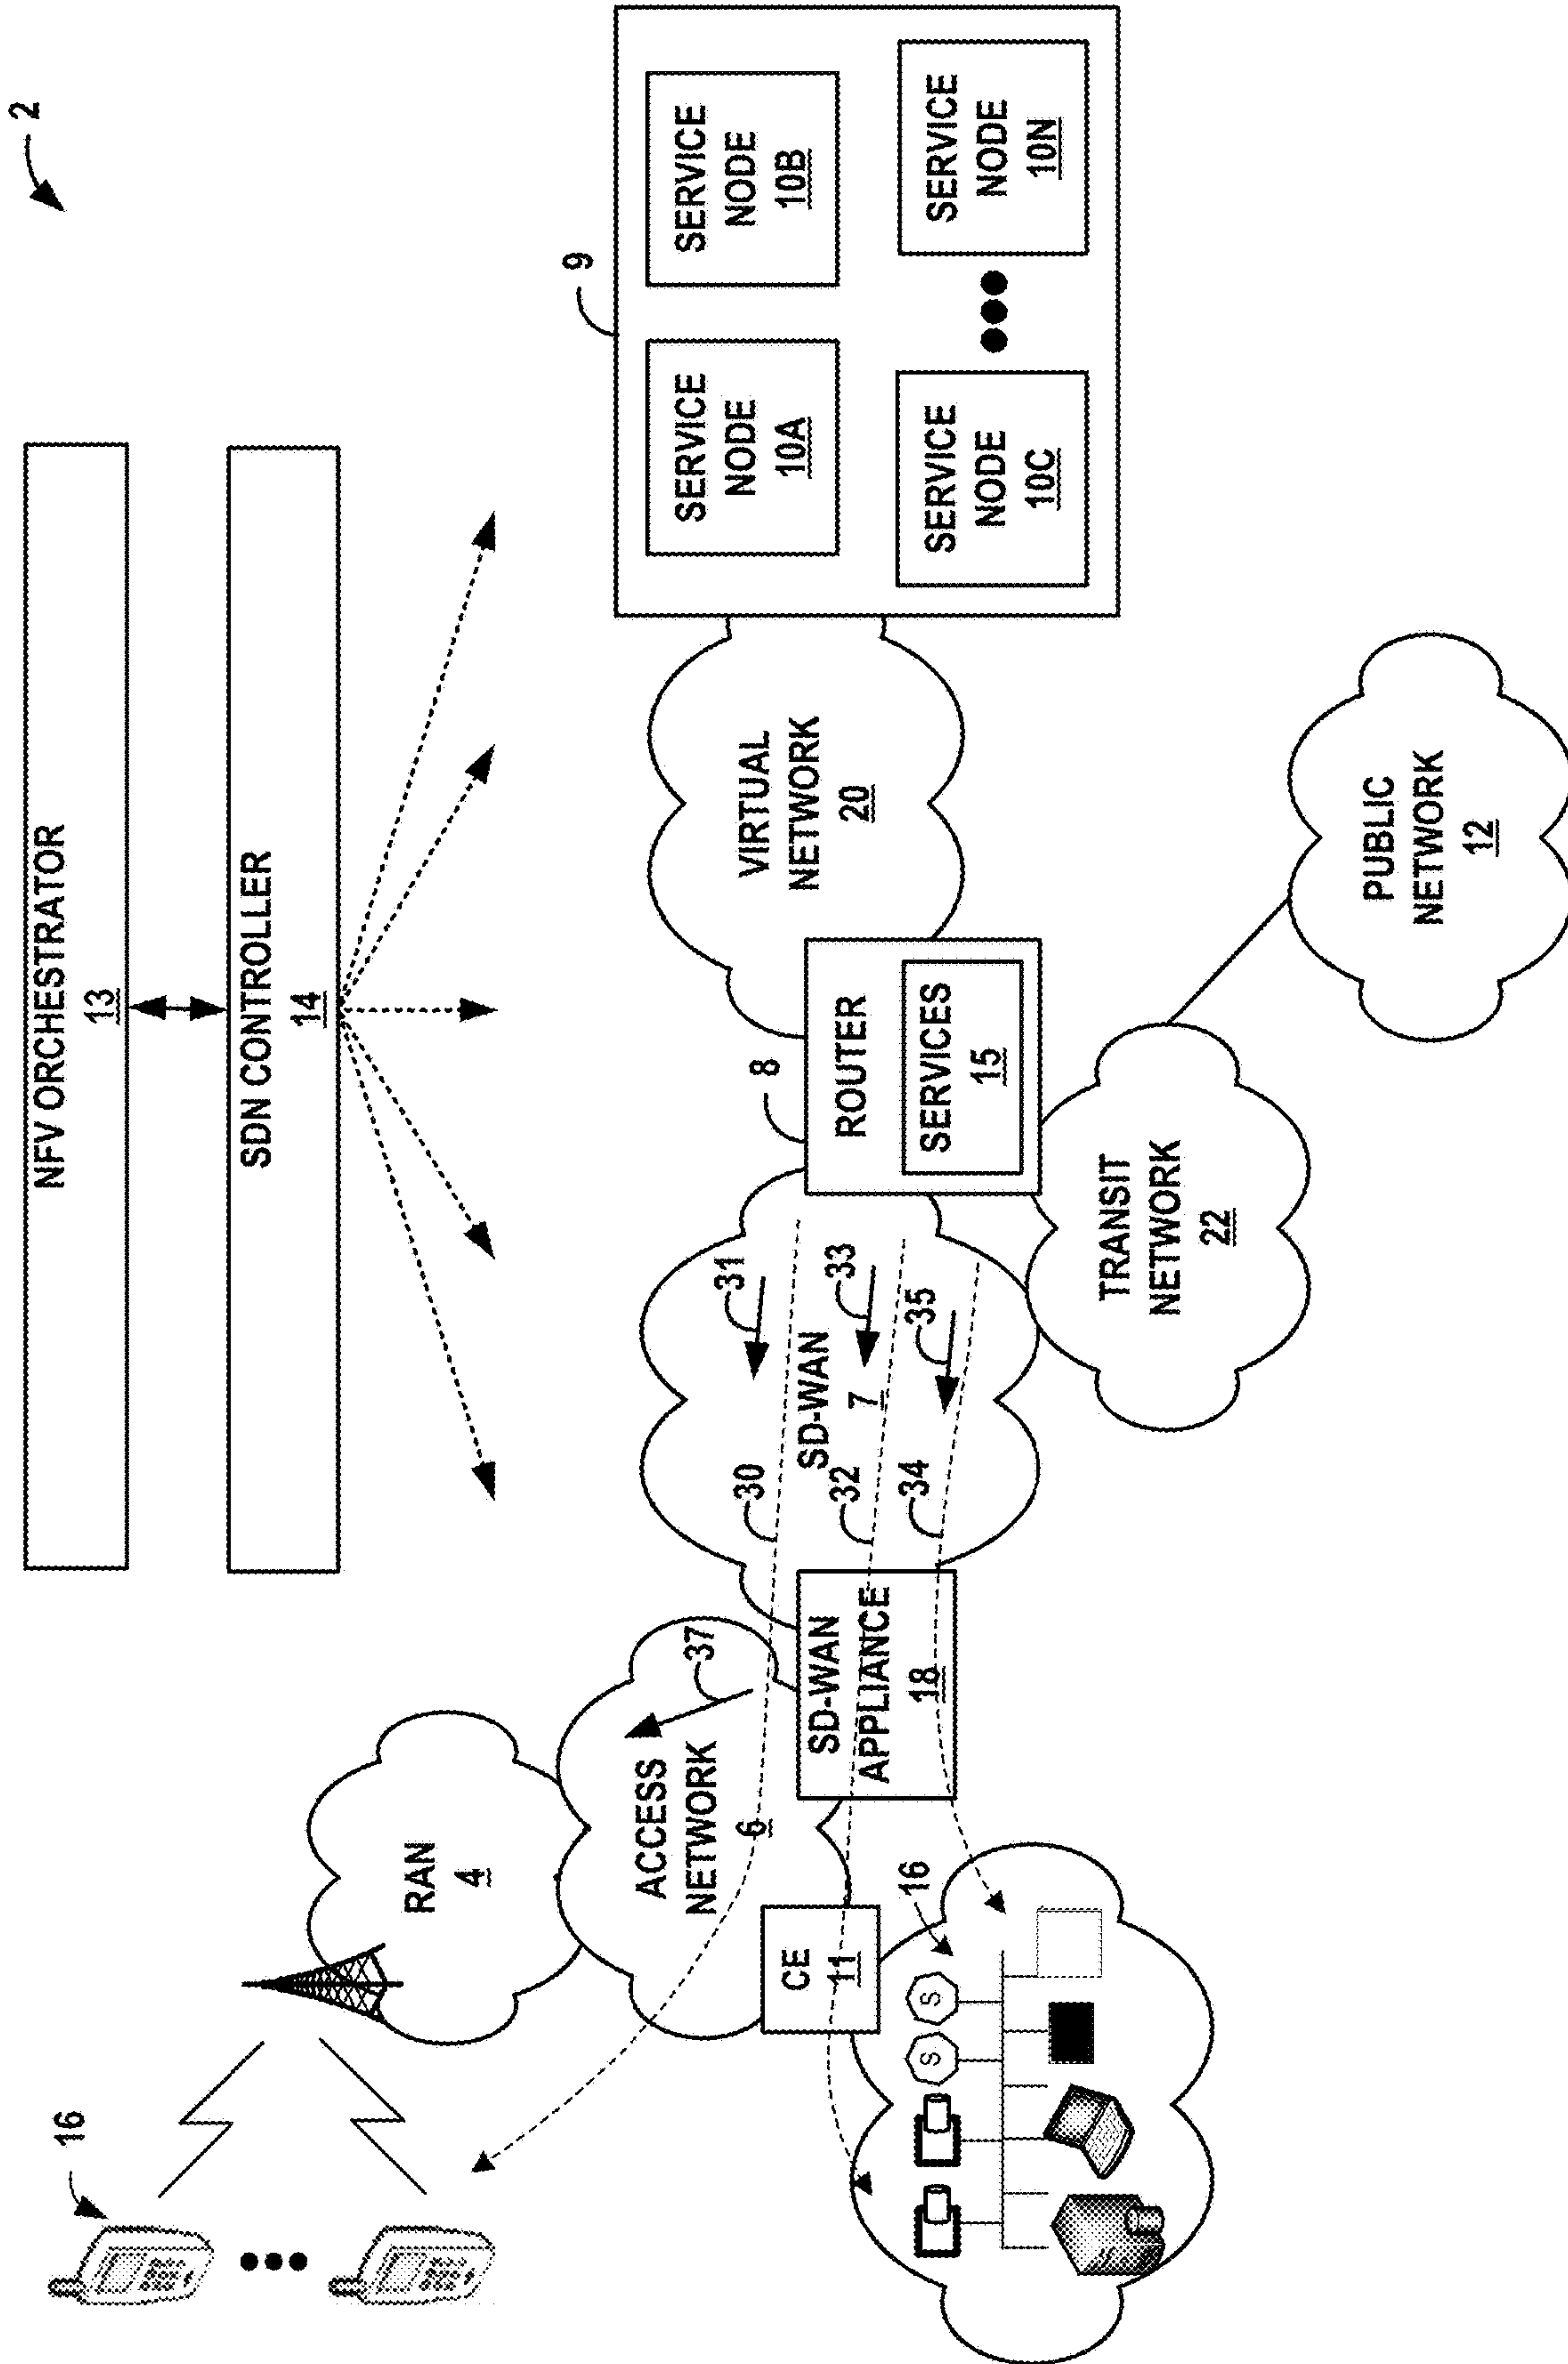 2
NFV ORCHESTRATOR
13
SDN CONTROLLER
14
16
RAN
4
ACCESS
NETWORK
6
37
CE
11
16
S
S
SD-WAN
APPLIANCE
18
30
31
SD-WAN
7
32
33
34
35
8
ROUTER
SERVICES
15
VIRTUAL
NETWORK
20
9
SERVICE
NODE
10A
SERVICE
NODE
10B
SERVICE
NODE
10C
SERVICE
NODE
10N
TRANSIT
NETWORK
22
PUBLIC
NETWORK
12